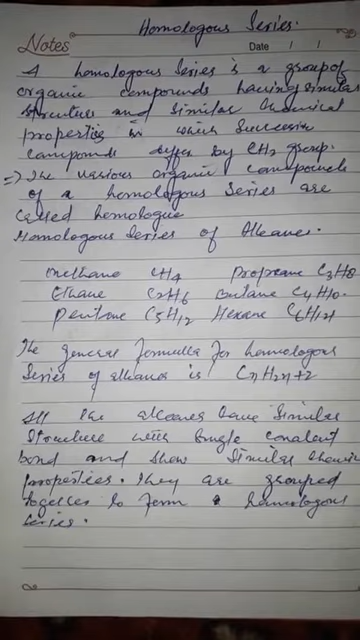 Homologous Series.
Notes
Date / /
A homologous Series is a group of
organic compounds having similar
structures and similar chemical
properties in which Successive
compounds differ by CH2 group.
=) The various organic compounds
of a homologous Series are
called homologue
Homologous Series of Alkanes.
Methane CH4 Propane C3H8
Ethane C2H6 Butane C4H10.
Pentane C5H12 Hexane C6H14
The general formula for homologous
Series of alkanes is CnH2n+2
All the alkanes have Similar
Structure with Single covalent
bond and show Similar
properties. They are grouped
together to form a homologous
Series.